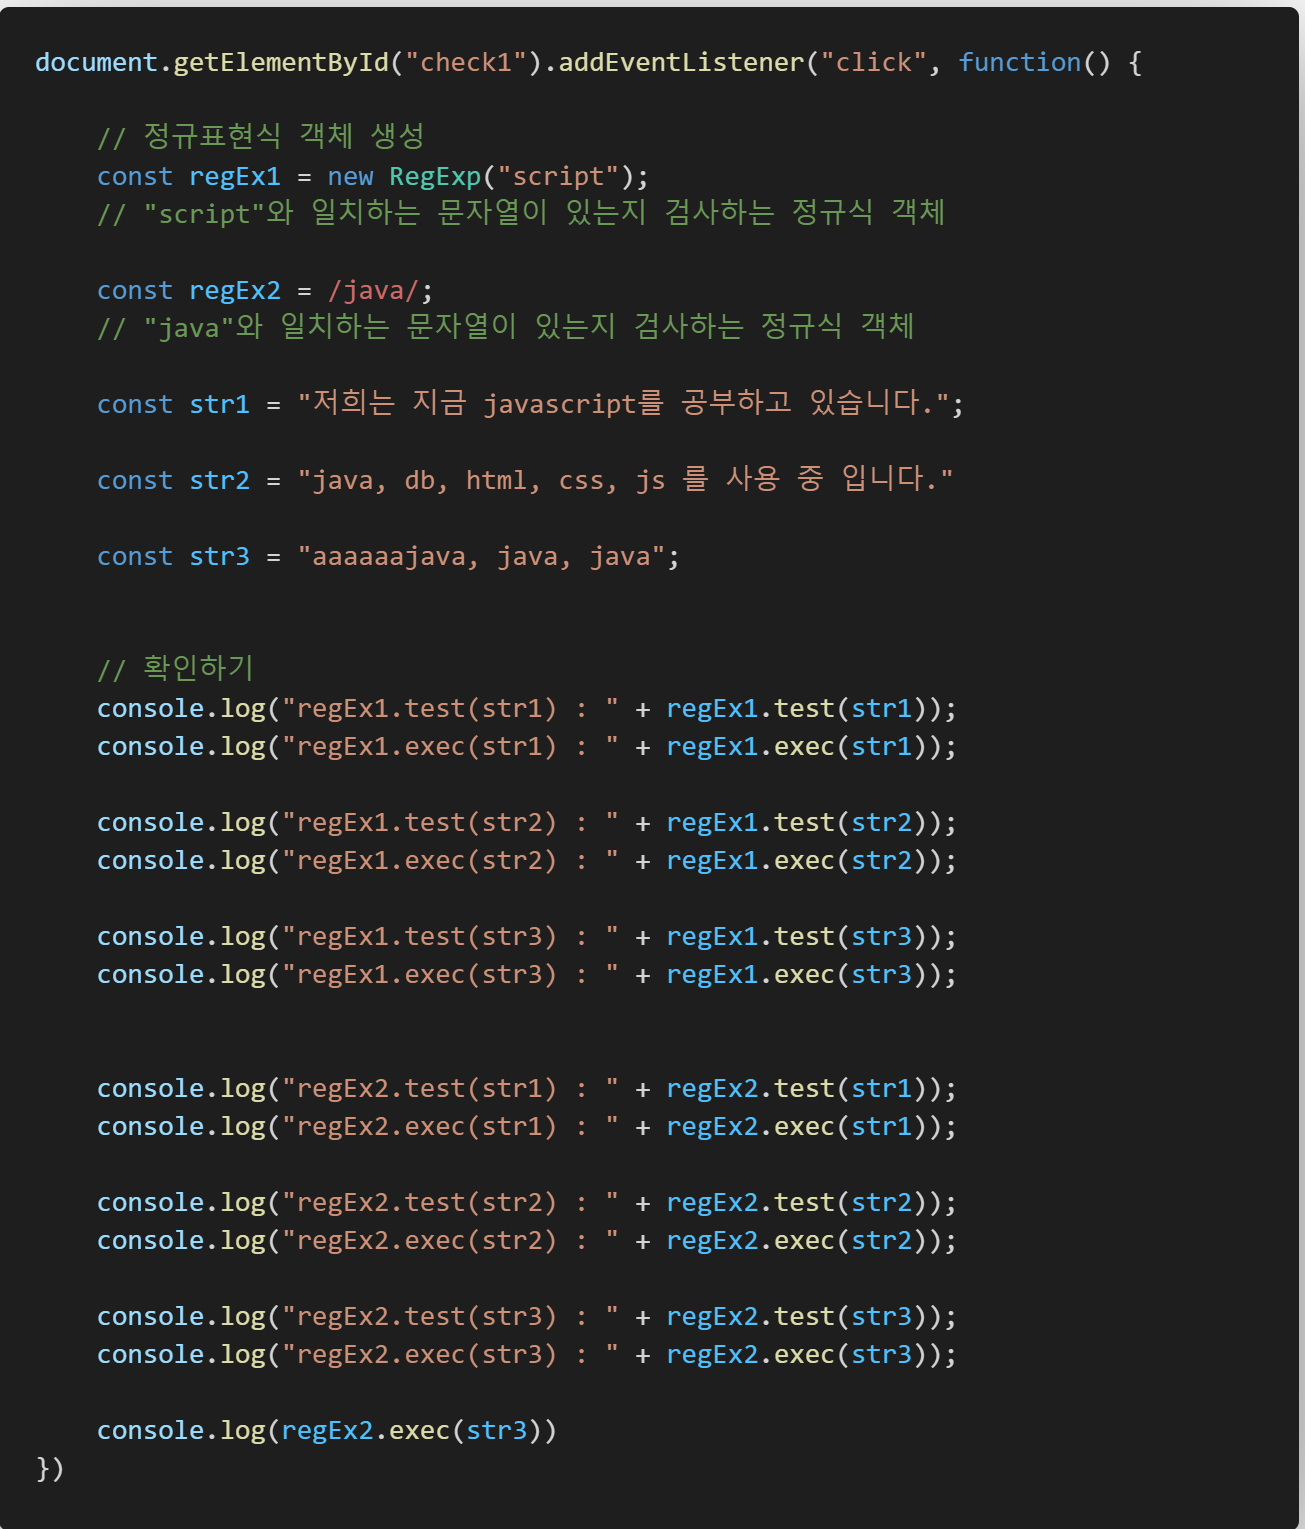 document.getElementById("check1").addEventListener("click", function() {
// 정규표현식 객체 생성
const regEx1 = new RegExp("script");
// "script"와 일치하는 문자열이 있는지 검사하는 정규식 객체
const regEx2 = /java/;
// "java"와 일치하는 문자열이 있는지 검사하는 정규식 객체
const str1 = "저희는 지금 javascript를 공부하고 있습니다.";
const str2 = "java, db, html, css, js 를 사용 중 입니다."
const str3 = "aaaaaajava, java, java";
// 확인하기
console.log("regEx1.test(str1) : " + regEx1.test(str1));
console.log("regEx1.exec(str1) : " + regEx1.exec(str1));
console.log("regEx1.test(str2) : " + regEx1.test(str2));
console.log("regEx1.exec(str2) : " + regEx1.exec(str2));
console.log("regEx1.test(str3) : " + regEx1.test(str3));
console.log("regEx1.exec(str3) : " + regEx1.exec(str3));
console.log("regEx2.test(str1) : " + regEx2.test(str1));
console.log("regEx2.exec(str1) : " + regEx2.exec(str1));
console.log("regEx2.test(str2) : " + regEx2.test(str2));
console.log("regEx2.exec(str2) : " + regEx2.exec(str2));
console.log("regEx2.test(str3) : " + regEx2.test(str3));
console.log("regEx2.exec(str3) : " + regEx2.exec(str3));
console.log(regEx2.exec(str3))
})